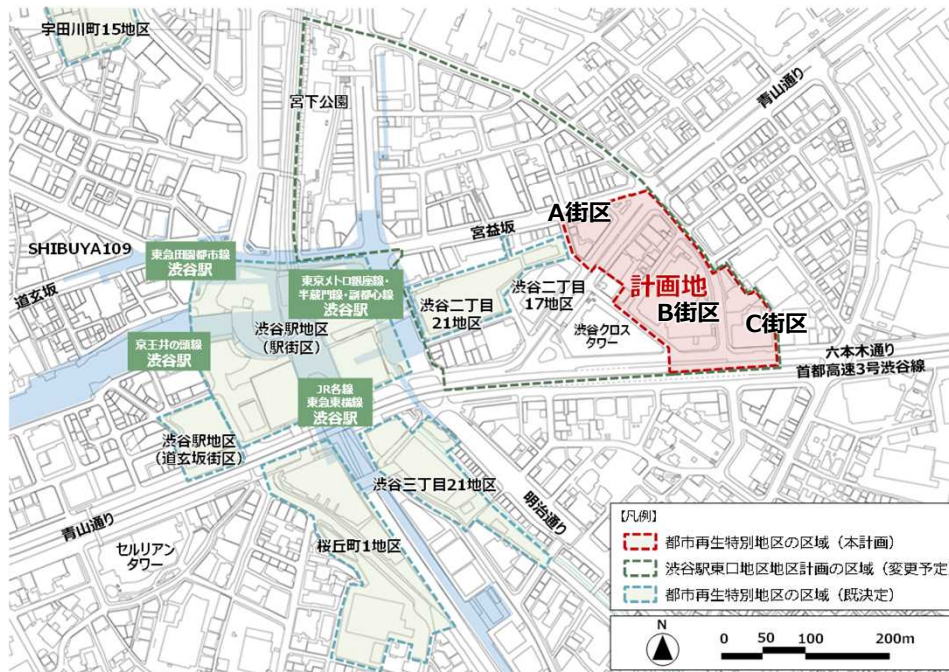 宇田川町15地区
宮下公園
青山通り
A街区
宮益坂
SHIBUYA109
道玄坂
東急田園都市線
渋谷駅
東京メトロ銀座線・
半蔵門線・副都心線
渋谷駅
渋谷二丁目
21地区
渋谷二丁目
17地区
計画地
B街区
C街区
渋谷クロス
タワー
渋谷駅地区
(駅街区)
京王井の頭線
渋谷駅
六本木通り
首都高速3号渋谷線
JR各線
東急東横線
渋谷駅
渋谷駅地区
(道玄坂街区)
渋谷三丁目21地区
明治通り
青山通り
セルリアン
タワー
桜丘町1地区
【凡例】
都市再生特別地区の区域(本計画)
渋谷駅東口地区地区計画の区域(変更予定
都市再生特別地区の区域(既決定)
N
0 50 100 200m